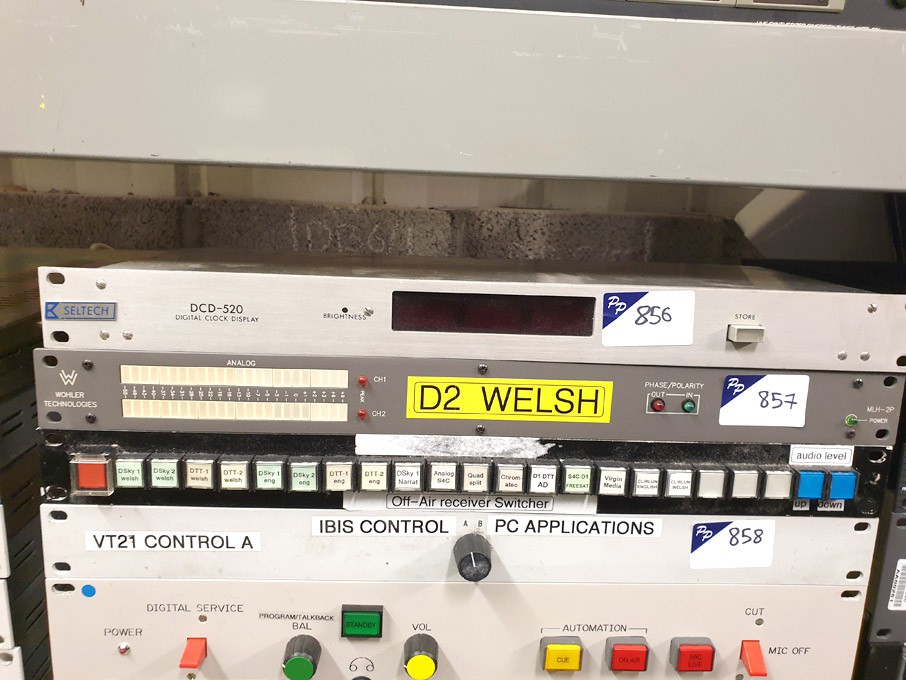 SELTECH
DCD-520
DIGITAL CLOCK DISPLAY
BRIGHTNESS
PP 856
STORE
WOHLER
TECHNOLOGIES
ANALOG
CH1
PEAK
CH2
D2 WELSH
PHASE/POLARITY
OUT IN
PP 857
MLH-2P
POWER
audio level
DSky 1 welsh
DSky 2 welsh
DTT-1 welsh
DTT-2 welsh
DSky 1 eng
DSky 2 eng
DTT-1 eng
DTT 2 eng
DSky 1 Narrat
Analog S4C
Quad split
Chrom atec
D1 DTT AD
S4C D1 FREESAT
Virgin Media
CLIRLUN ENGLISH
CLIRLUN WELSH
up down
Off-Air receiver Switcher
VT21 CONTROL A
IBIS CONTROL A B PC APPLICATIONS
PP 858
DIGITAL SERVICE
POWER
PROGRAM/TALKBACK
BAL
STANDBY
VOL
AUTOMATION
CUE
ON AIR
MIC LIVE
CUT
MIC OFF